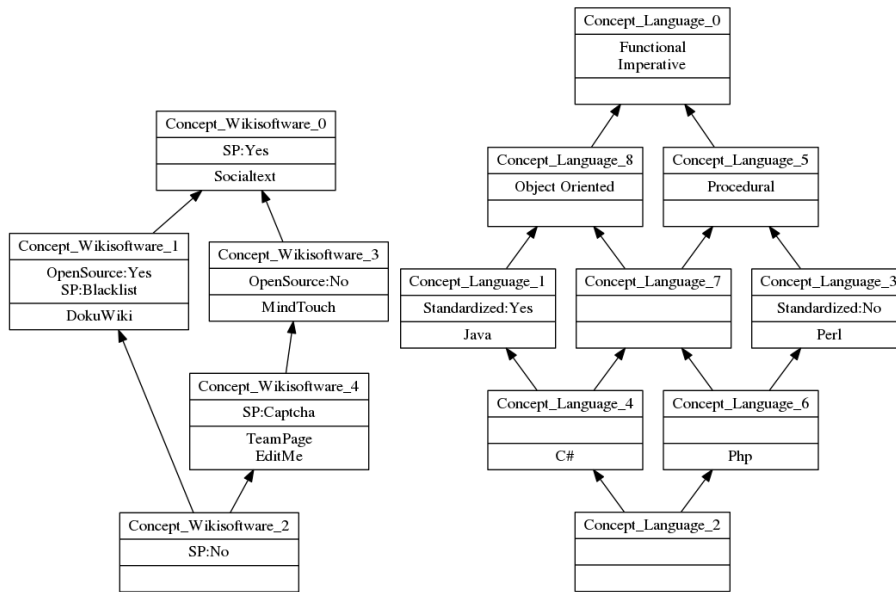 Concept_Wikisoftware_0
SP:Yes
Socialtext
Concept_Wikisoftware_1
OpenSource:Yes
SP:Blacklist
DokuWiki
Concept_Wikisoftware_3
OpenSource:No
MindTouch
Concept_Wikisoftware_4
SP:Captcha
TeamPage
EditMe
Concept_Wikisoftware_2
SP:No
Concept_Language_0
Functional
Imperative
Concept_Language_8
Object Oriented
Concept_Language_5
Procedural
Concept_Language_1
Standardized:Yes
Java
Concept_Language_7
Concept_Language_3
Standardized:No
Perl
Concept_Language_4
C#
Concept_Language_6
Php
Concept_Language_2